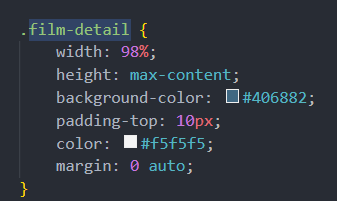 .film-detail {
width: 98%;
height: max-content;
background-color: #406882;
padding-top: 10px;
color: #f5f5f5;
margin: 0 auto;
}